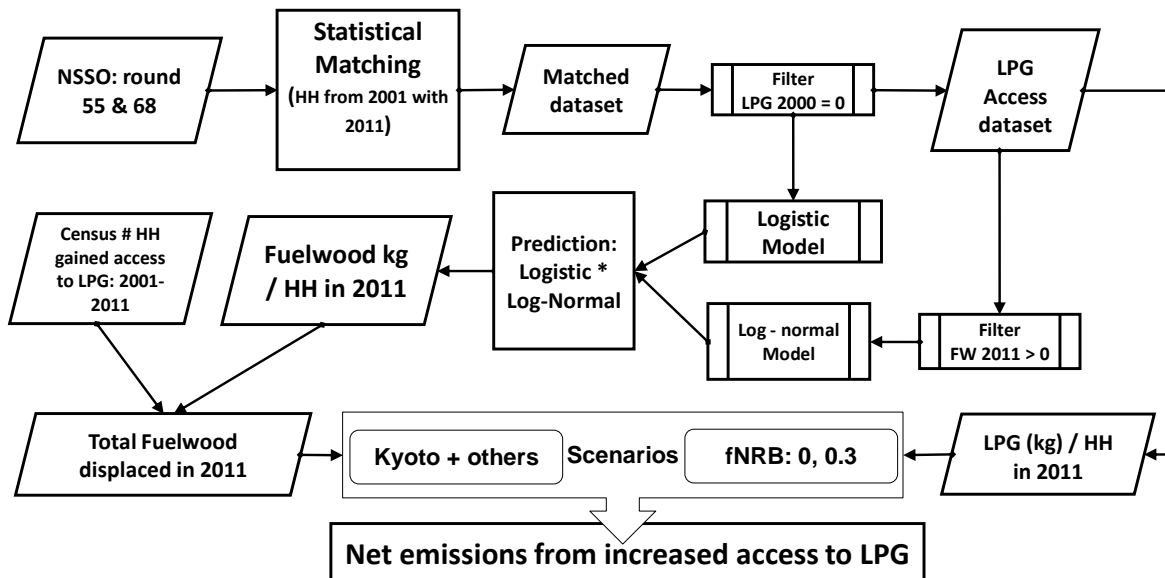 NSSO: round
55 & 68
Statistical
Matching
(HH from 2001 with
2011)
Matched
dataset
Filter
LPG 2000 = 0
LPG
Access
dataset
Census # HH
gained access
to LPG: 2001-
2011
Fuelwood kg
/ HH in 2011
Prediction:
Logistic *
Log-Normal
Logistic
Model
Log - normal
Model
Filter
FW 2011 > 0
Total Fuelwood
displaced in 2011
Kyoto + others
Scenarios
fNRB: 0, 0.3
LPG (kg) / HH
in 2011
Net emissions from increased access to LPG